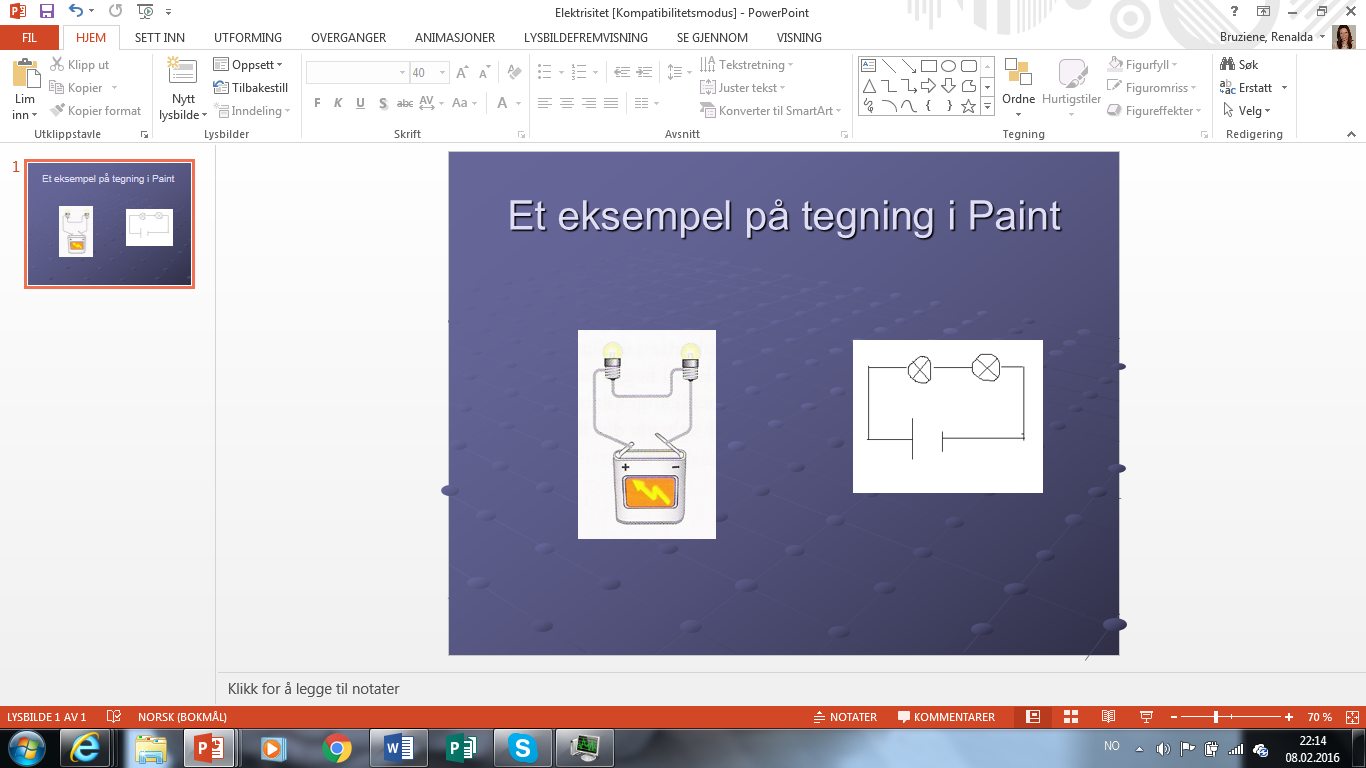 Elektrisitet [Kompatibilitetsmodus] - PowerPoint
?
FIL HJEM SETT INN UTFORMING OVERGANGER ANIMASJONER LYSBILDEFREMVISNING SE GJENNOM VISNING
Bruziene, Renalda
Lim inn
Klipp ut
Kopier
Kopier format
Utklippstavle
Nytt lysbilde
Oppsett
Tilbakestill
Inndeling
Lysbilder
40
F K U S abc AV Aa A
Skrift
Tekstretning
Juster tekst
Konverter til SmartArt
Avsnitt
Ordne
Hurtigstiler
Figurfyll
Figuromriss
Figureffekter
Tegning
Søk
Erstatt
Velg
Redigering
1
Et eksempel på tegning i Paint
Et eksempel på tegning i Paint
+ −
Klikk for å legge til notater
LYSBILDE 1 AV 1 NORSK (BOKMÅL) NOTATER KOMMENTARER 70 %
NO
22:14
08.02.2016